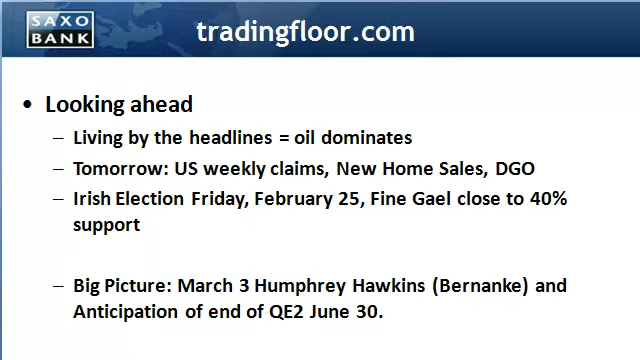 SAXO
BANK
tradingfloor.com
• Looking ahead
– Living by the headlines = oil dominates
– Tomorrow: US weekly claims, New Home Sales, DGO
– Irish Election Friday, February 25, Fine Gael close to 40%
support
– Big Picture: March 3 Humphrey Hawkins (Bernanke) and
Anticipation of end of QE2 June 30.